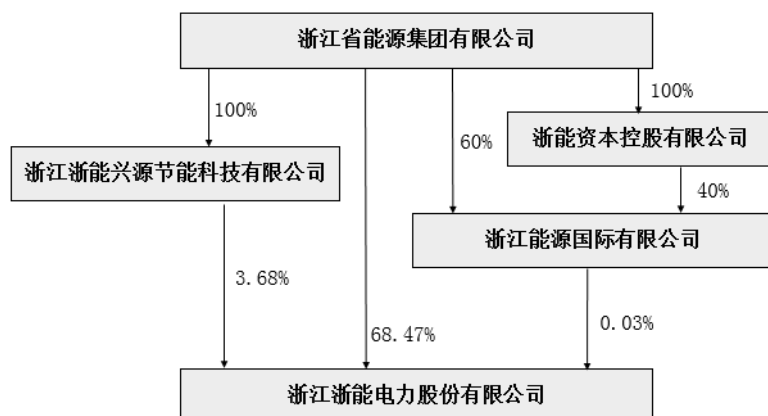 浙江省能源集团有限公司
100%
100%
浙能资本控股有限公司
60%
浙江浙能兴源节能科技有限公司
40%
浙江能源国际有限公司
3.68%
0.03%
68.47%
浙江浙能电力股份有限公司